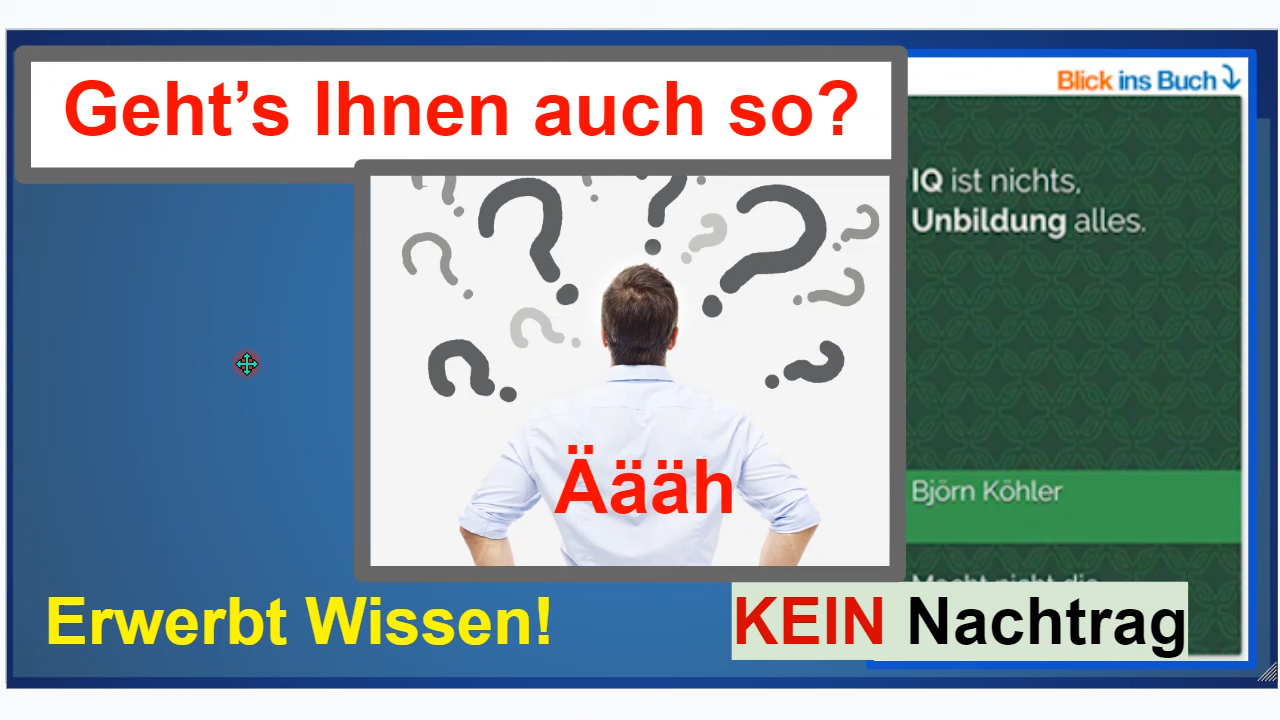 Geht’s Ihnen auch so?
Blick ins Buch
IQ ist nichts,
Unbildung alles.
Äääh
Björn Köhler
Erwerbt Wissen!
KEIN Nachtrag